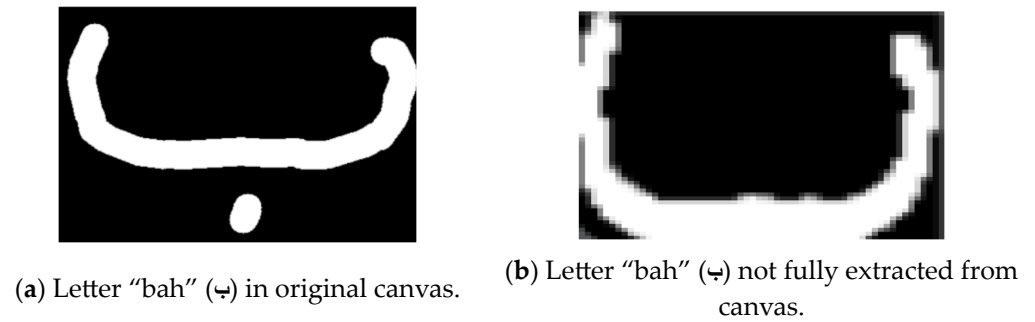 (a) Letter “bah” (ب) in original canvas.
(b) Letter “bah” (ب) not fully extracted from
canvas.